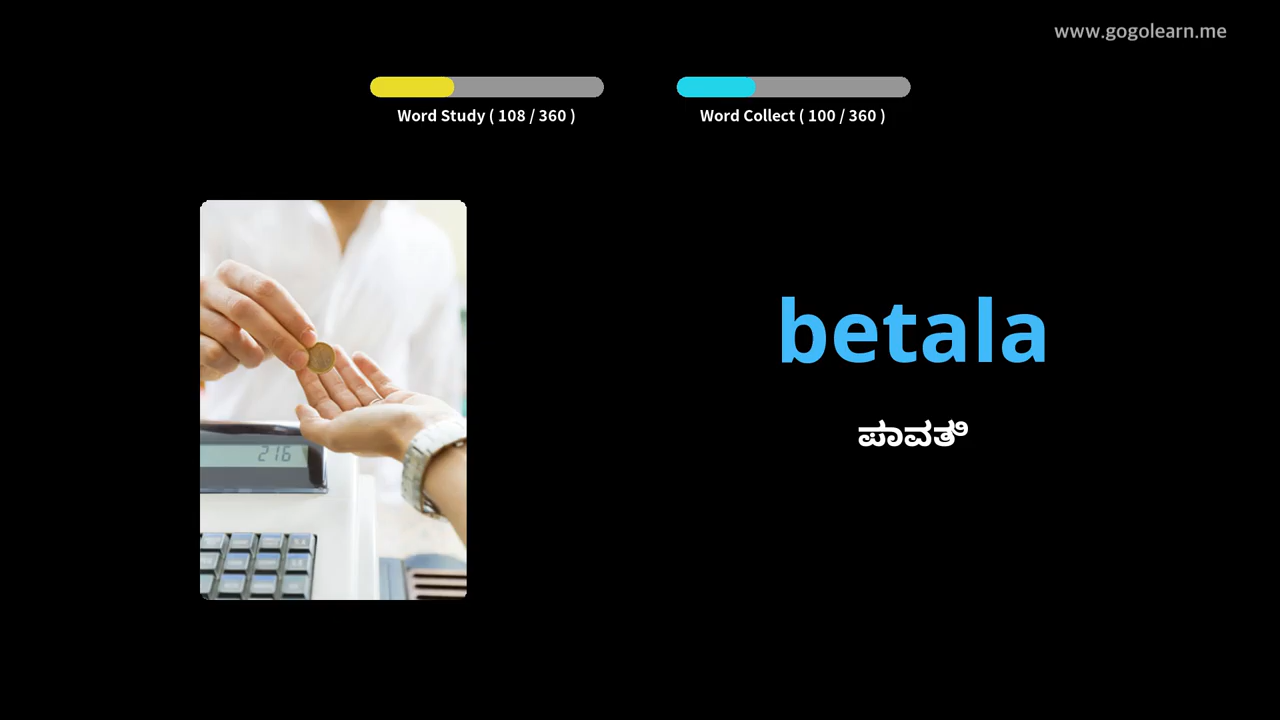 www.gogolearn.me
Word Study ( 108 / 360 )
Word Collect ( 100 / 360 )
216
betala
ಪಾವತಿ